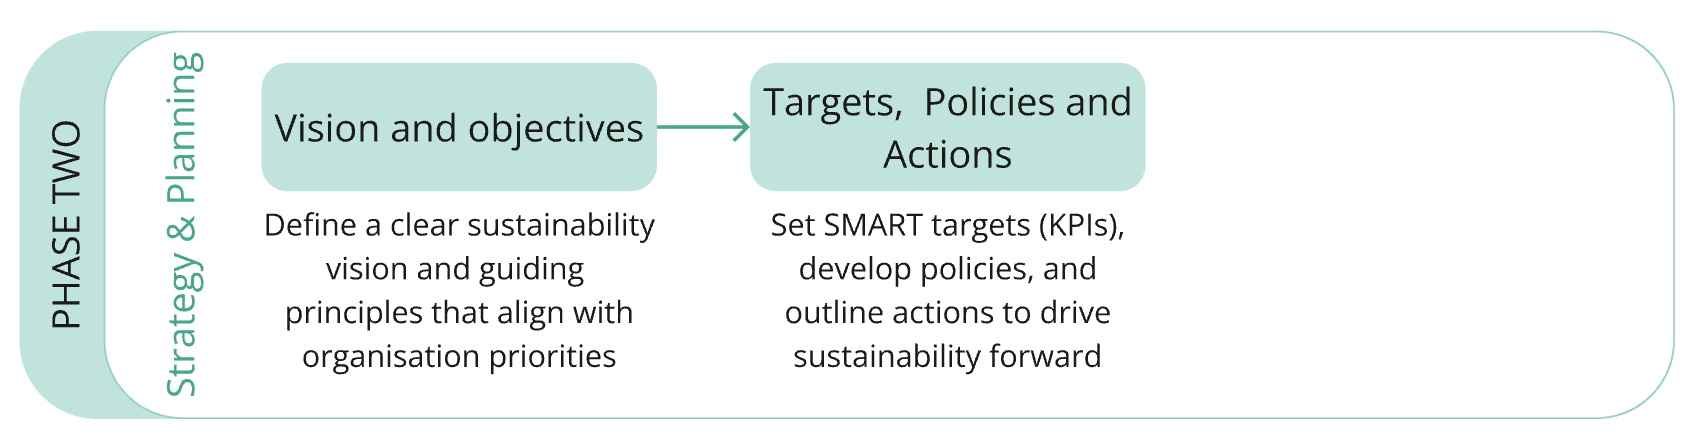 PHASE TWO
Strategy & Planning
Vision and objectives
Define a clear sustainability
vision and guiding
principles that align with
organisation priorities
Targets,  Policies and
Actions
Set SMART targets (KPIs),
develop policies, and
outline actions to drive
sustainability forward